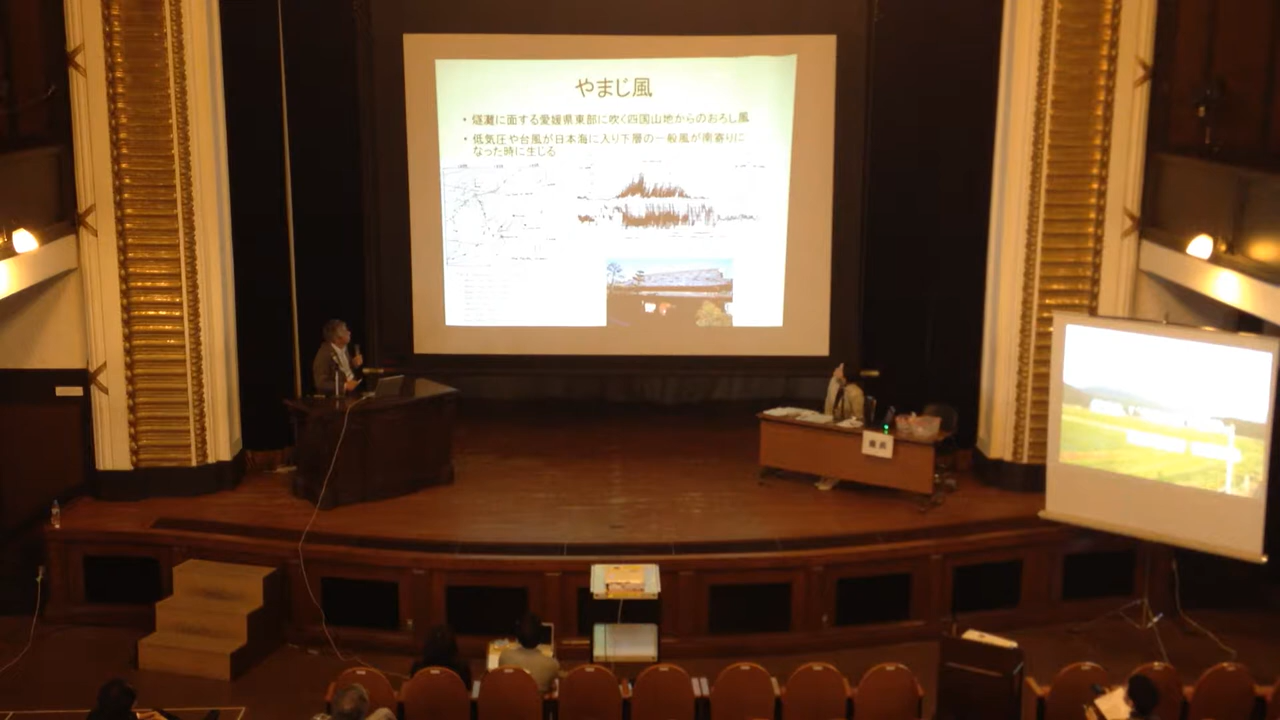 やまじ風
• 燧灘に面する愛媛県東部に吹く四国山地からのおろし風
• 低気圧や台風が日本海に入り下層の一般風が南寄りに
なった時に生じる